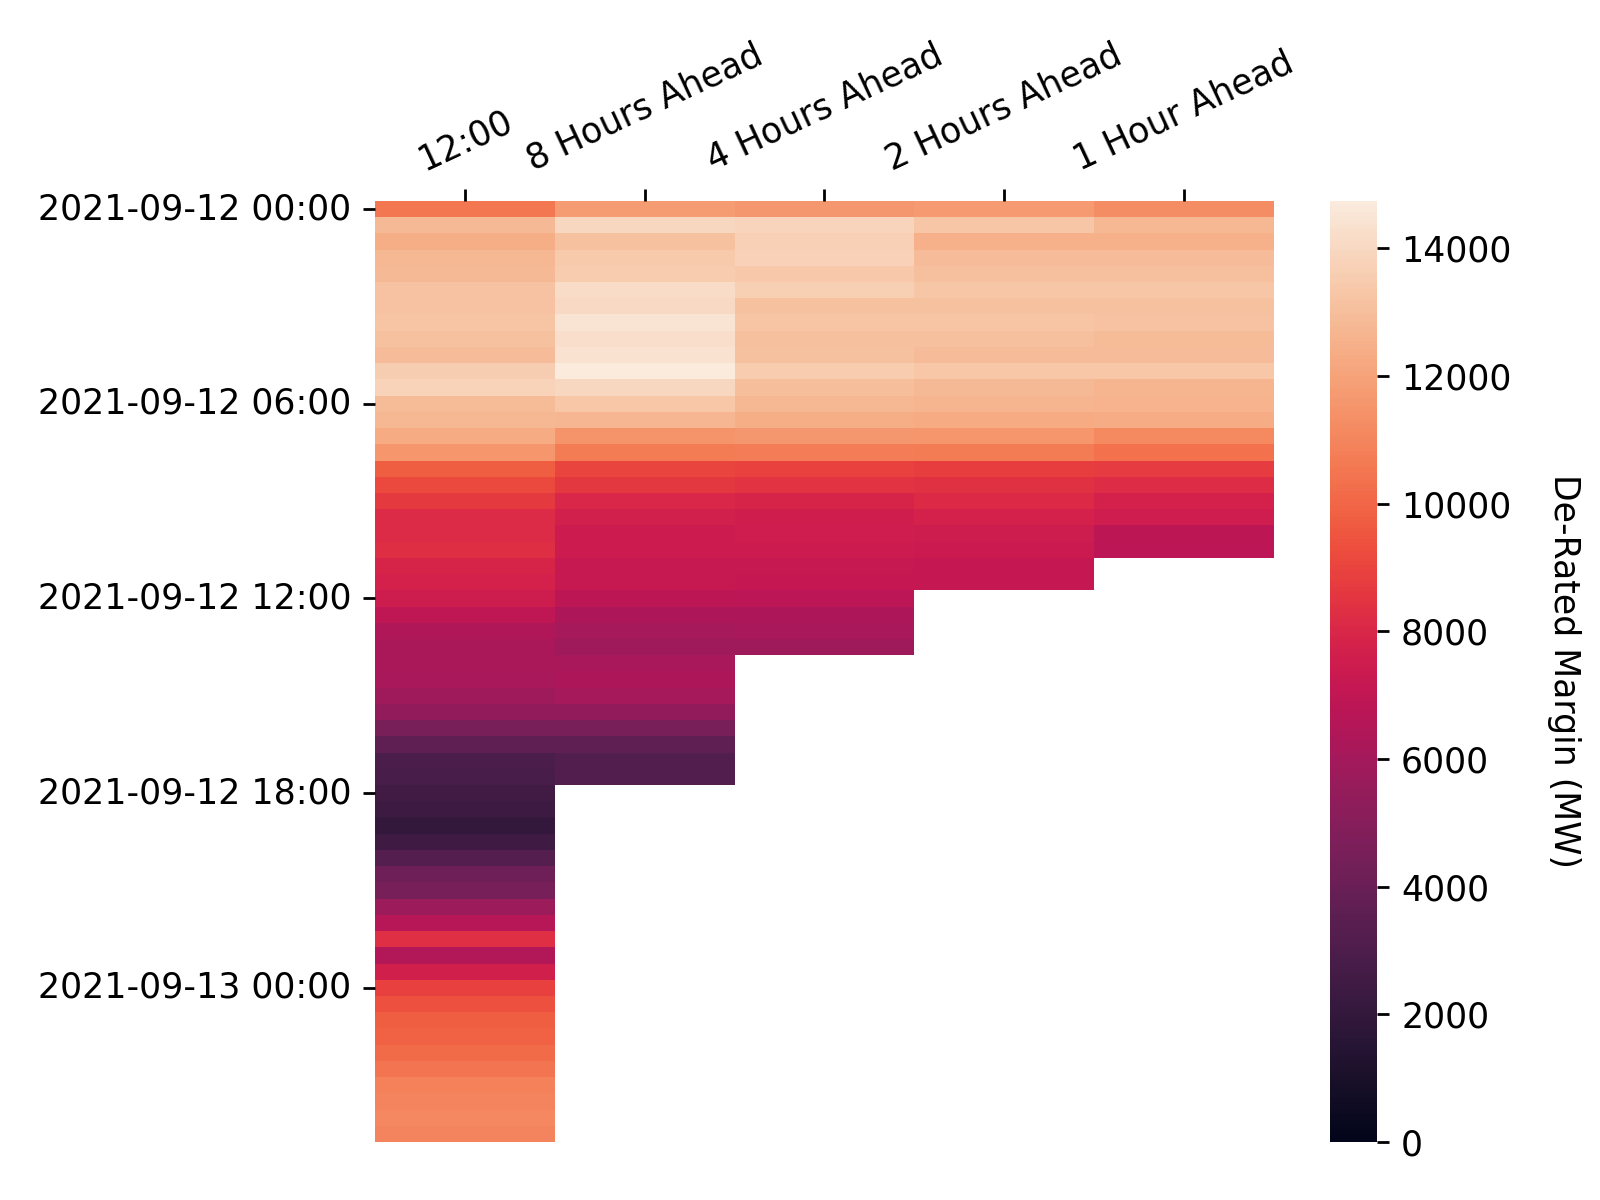 12:00
8 Hours Ahead
4 Hours Ahead
2 Hours Ahead
1 Hour Ahead
2021-09-12 00:00
2021-09-12 06:00
2021-09-12 12:00
2021-09-12 18:00
2021-09-13 00:00
14000
12000
10000
8000
6000
4000
2000
0
De-Rated Margin (MW)